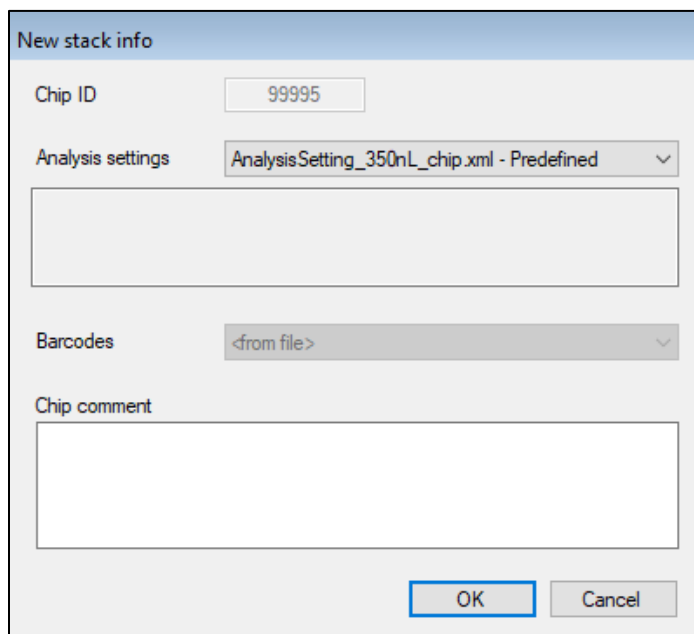 New stack info
Chip ID 99995
Analysis settings AnalysisSetting_350nL_chip.xml - Predefined
Barcodes <from file>
Chip comment
OK Cancel